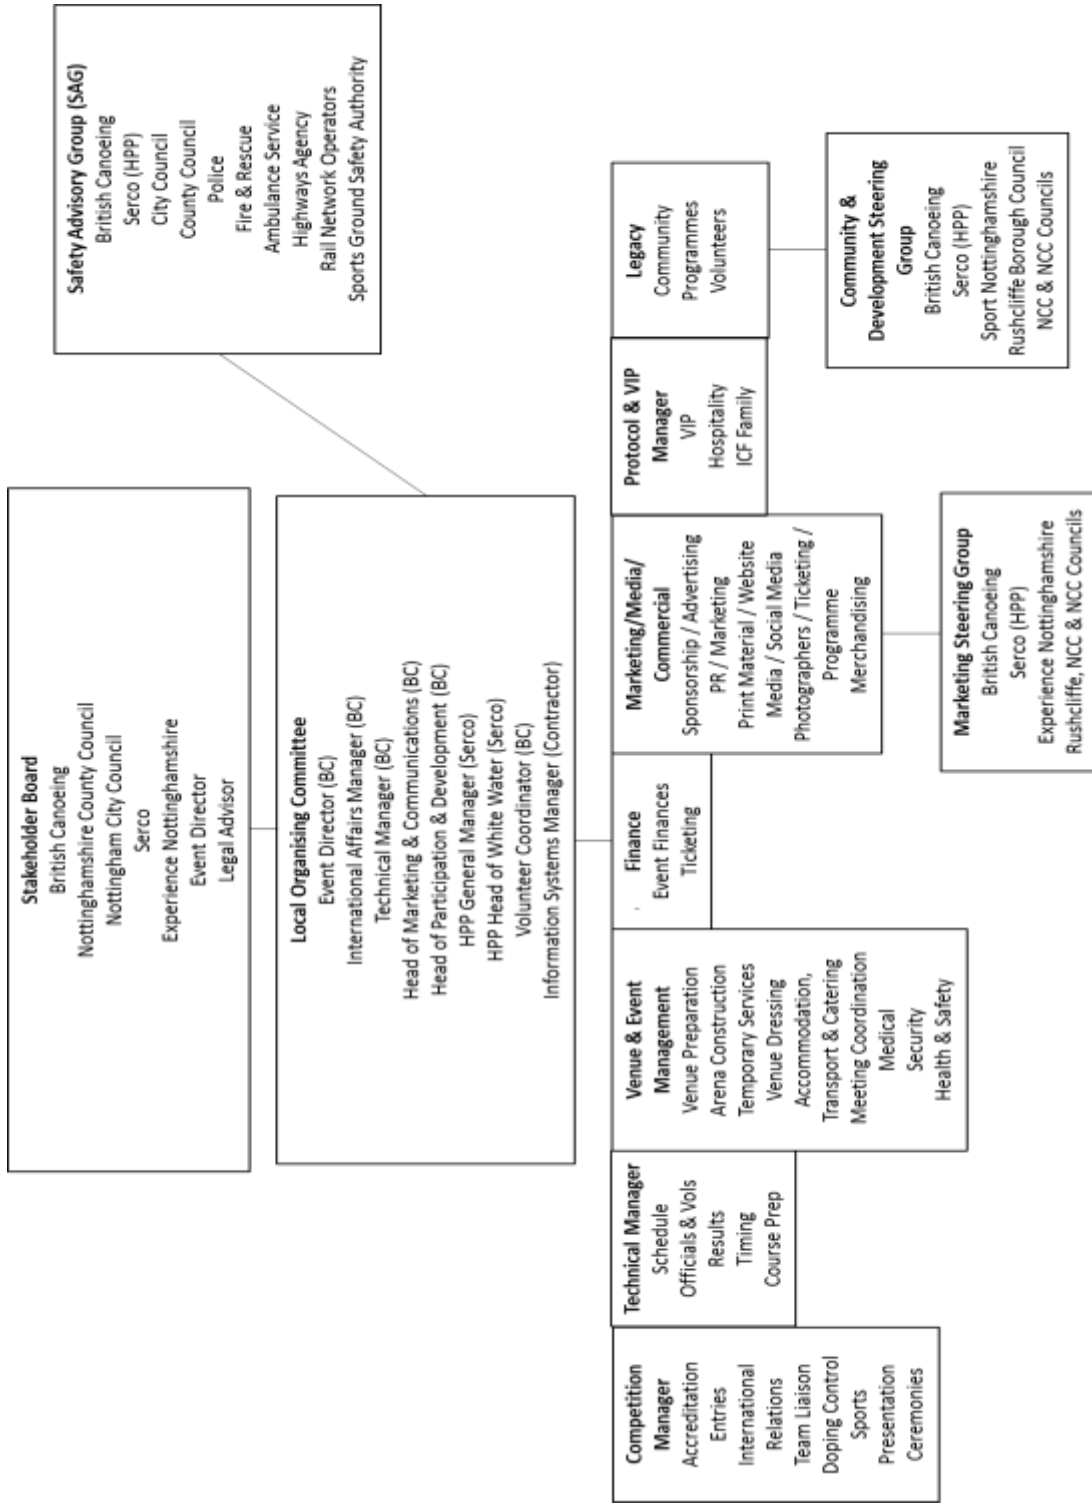 Stakeholder Board
British Canoeing
Nottinghamshire County Council
Nottingham City Council
Serco
Experience Nottinghamshire
Event Director
Legal Advisor
Safety Advisory Group (SAG)
British Canoeing
Serco (HPP)
City Council
County Council
Police
Fire & Rescue
Ambulance Service
Highways Agency
Rail Network Operators
Sports Ground Safety Authority
Local Organising Committee
Event Director (BC)
International Affairs Manager (BC)
Technical Manager (BC)
Head of Marketing & Communications (BC)
Head of Participation & Development (BC)
HPP General Manager (Serco)
HPP Head of White Water (Serco)
Volunteer Coordinator (BC)
Information Systems Manager (Contractor)
Competition
Manager
Accreditation
Entries
International
Relations
Team Liaison
Doping Control
Sports
Presentation
Ceremonies
Technical Manager
Schedule
Officials & Vols
Results
Timing
Course Prep
Venue & Event
Management
Venue Preparation
Arena Construction
Temporary Services
Venue Dressing
Accommodation,
Transport & Catering
Meeting Coordination
Medical
Security
Health & Safety
Finance
Event Finances
Ticketing
Marketing/Media/
Commercial
Sponsorship / Advertising
PR / Marketing
Print Material / Website
Media / Social Media
Photographers / Ticketing /
Programme
Merchandising
Protocol & VIP
Manager
VIP
Hospitality
ICF Family
Legacy
Community
Programmes
Volunteers
Marketing Steering Group
British Canoeing
Serco (HPP)
Experience Nottinghamshire
Rushcliffe, NCC & NCC Councils
Community &
Development Steering
Group
British Canoeing
Serco (HPP)
Sport Nottinghamshire
Rushcliffe Borough Council
NCC & NCC Councils